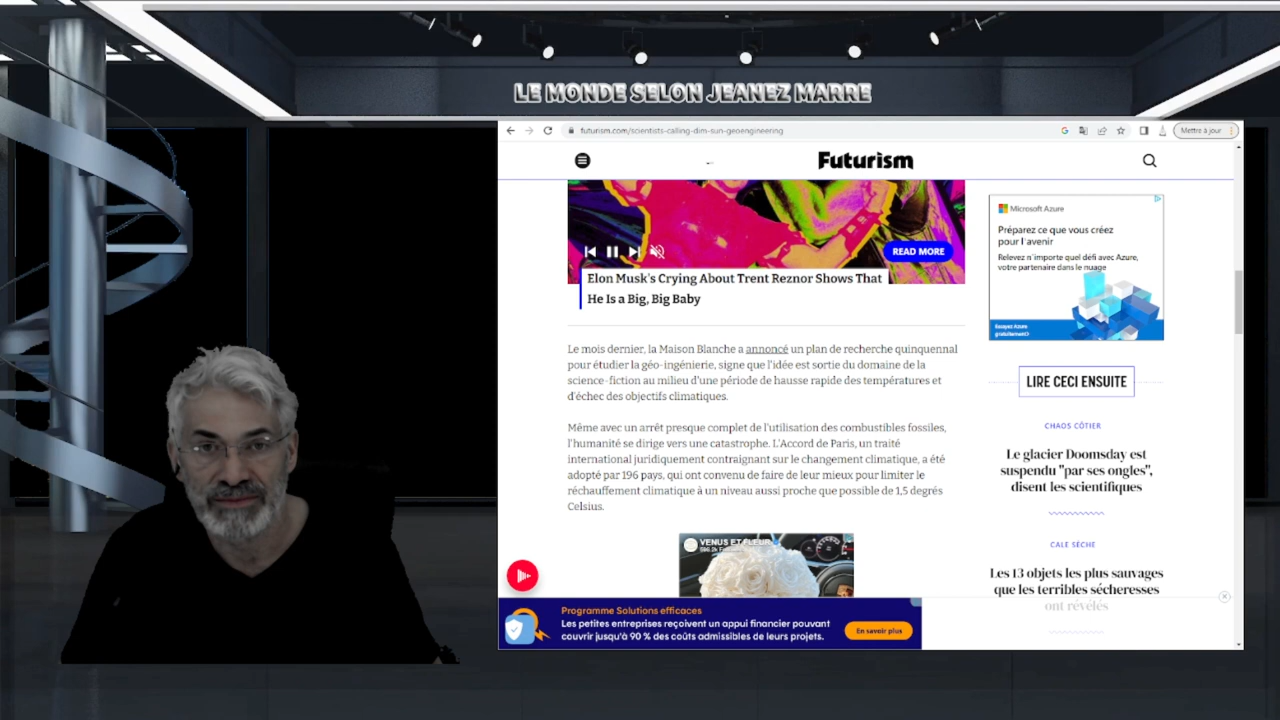 LE MONDE SELON JEANEZ MARRE
futurism.com/scientists-calling-dim-sun-geoengineering
Mettre à jour
Futurism
READ MORE
Elon Musk's Crying About Trent Reznor Shows That
He Is a Big, Big Baby
Le mois dernier, la Maison Blanche a annoncé un plan de recherche quinquennal
pour étudier la géo-ingénierie, signe que l'idée est sortie du domaine de la
science-fiction au milieu d'une période de hausse rapide des températures et
d'échec des objectifs climatiques.
Même avec un arrêt presque complet de l'utilisation des combustibles fossiles,
l'humanité se dirige vers une catastrophe. L'Accord de Paris, un traité
international juridiquement contraignant sur le changement climatique, a été
adopté par 196 pays, qui ont convenu de faire de leur mieux pour limiter le
réchauffement climatique à un niveau aussi proche que possible de 1,5 degrés
Celsius.
VENUS ET FLEUR
Programme Solutions efficaces
Les petites entreprises reçoivent un appui financier pouvant
couvrir jusqu'à 90 % des coûts admissibles de leurs projets.
En savoir plus
Microsoft Azure
Préparez ce que vous créez
pour l'avenir
Relevez n'importe quel défi avec Azure,
votre partenaire dans le nuage
Essayez Azure
gratuitement>
LIRE CECI ENSUITE
CHAOS CÔTIER
Le glacier Doomsday est
suspendu "par ses ongles",
disent les scientifiques
CALE SÈCHE
Les 13 objets les plus sauvages
que les terribles sécheresses
ont révélés